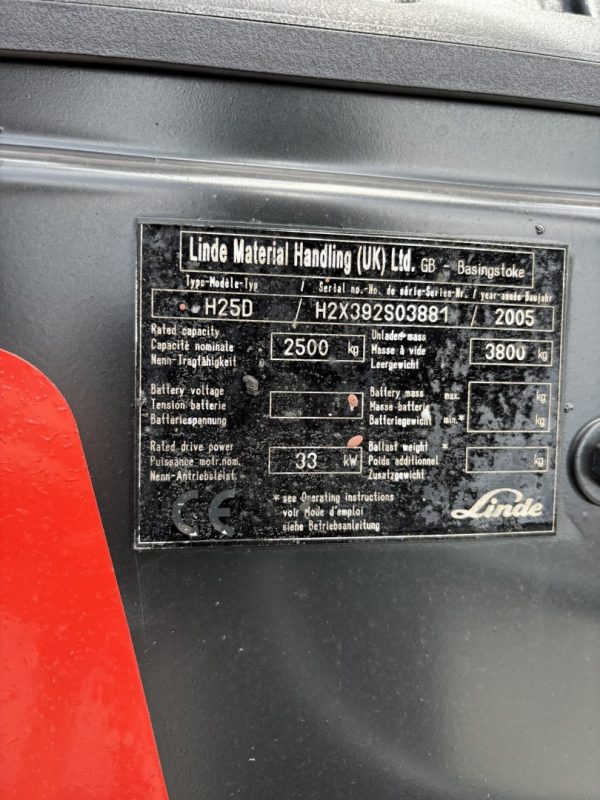 Linde Material Handling (UK) Ltd. GB - Basingstoke
Type-Modèle-Typ / Serial no.-No. de série-Serien-Nr. / year-année-Baujahr
H25D / H2X392S03881 / 2005
Rated capacity
Capacité nominale
Nenn-Tragfähigkeit
2500 kg
Unladen mass
Masse à vide
Leergewicht
3800 kg
Battery voltage
Tension batterie
Batteriespannung
V
Battery mass max.
Masse-batterie
Batteriegewicht min.*
kg
kg
Rated drive power
Puissance motr.nom.
Nenn-Antriebsleist.
33 kW
Ballast weight *
Poids additionnel
Zusatzgewicht
kg
CE
* see Operating instructions
voir Mode d'emploi
siehe Betriebsanleitung
Linde